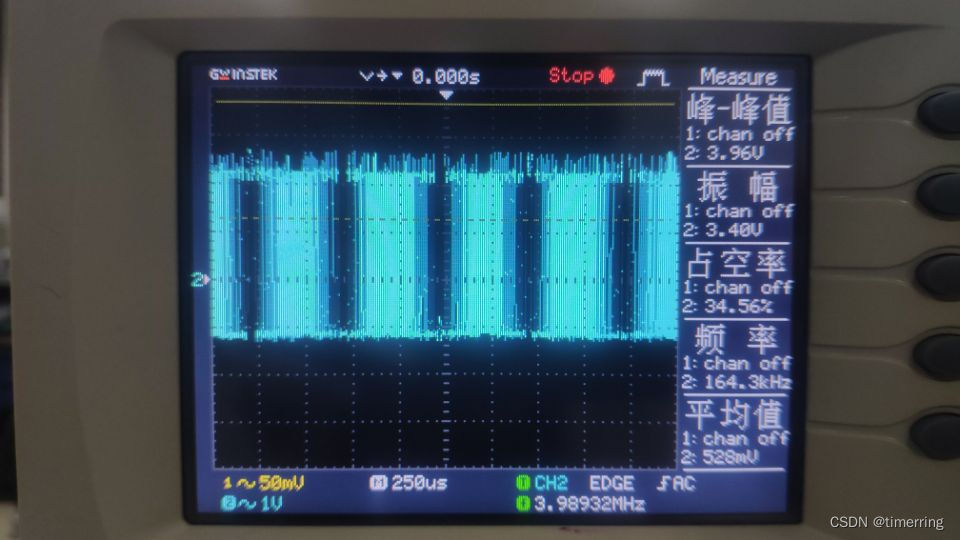 GWINSTEK 0.000s Stop
Measure
峰-峰值
1: chan off
2: 3.96V
振 幅
1: chan off
2: 3.40V
占空率
1: chan off
2: 34.56%
频 率
1: chan off
2: 164.3kHz
平均值
1: chan off
2: 528mV
2
1 ~ 50mV M 250us 1 CH2 EDGE AC
2 ~ 1V 1 3.98932MHz
CSDN @timerring